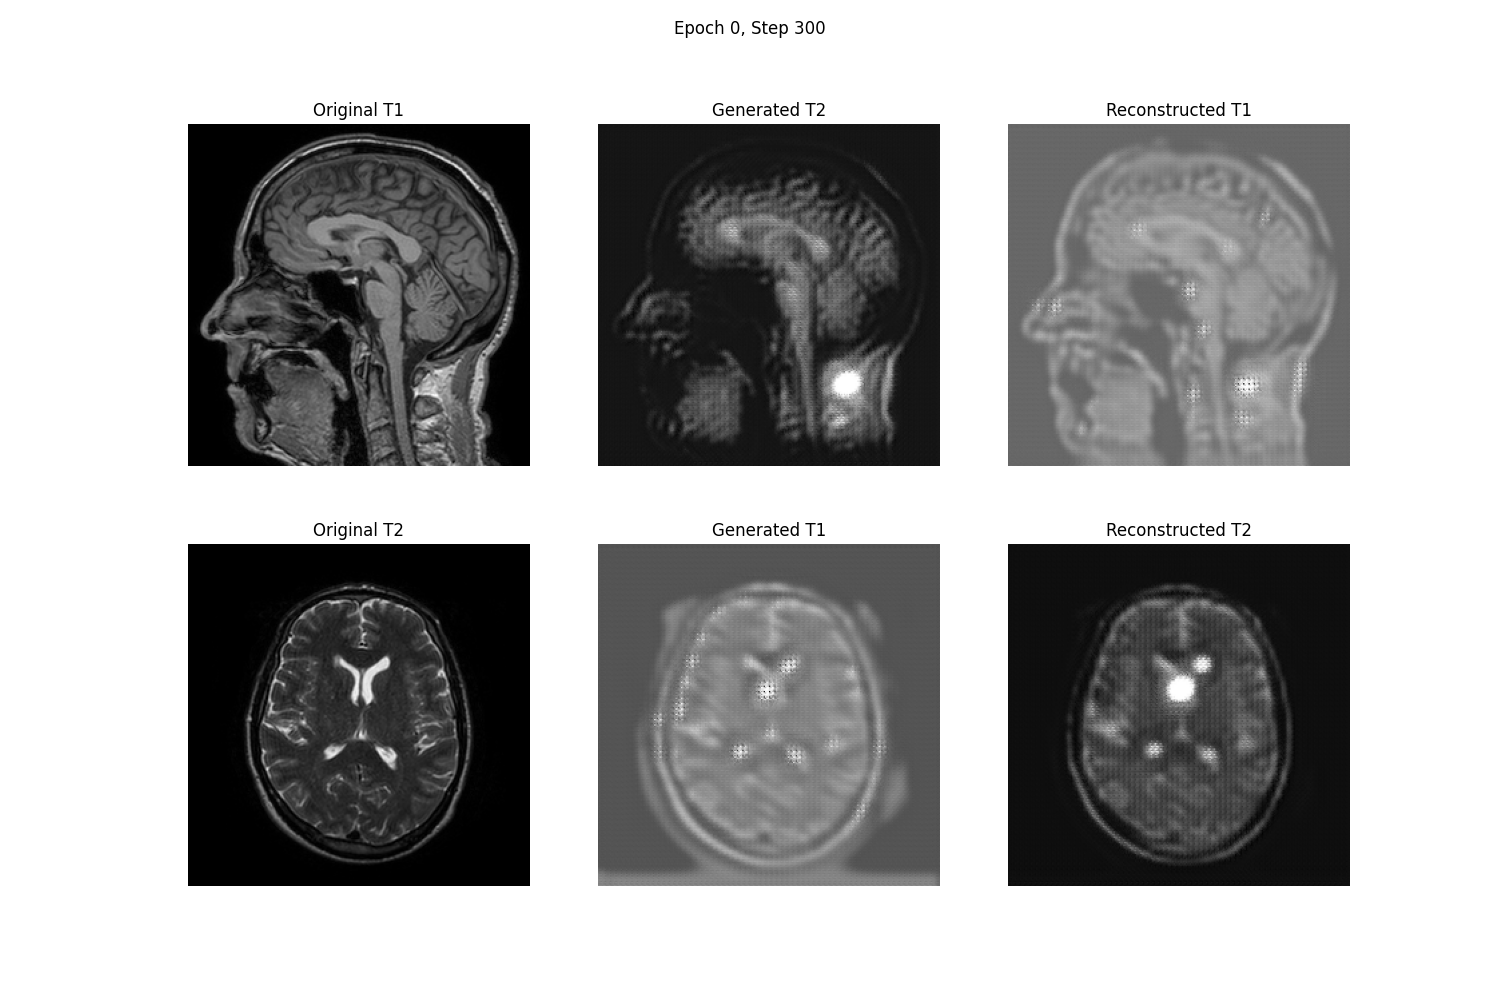 Epoch 0, Step 300
Original T1
Generated T2
Reconstructed T1
Original T2
Generated T1
Reconstructed T2